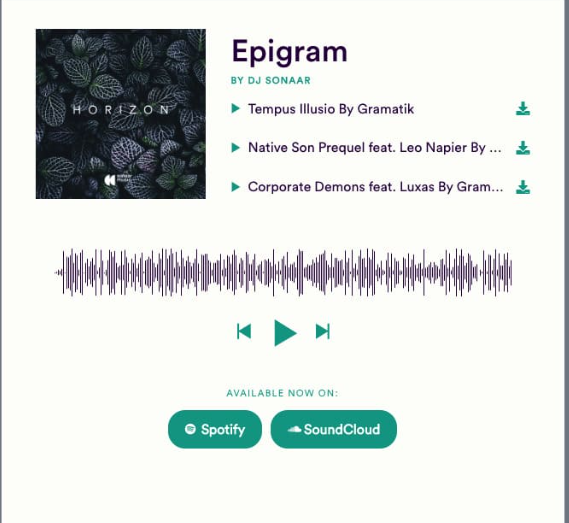 HORIZON
Epigram
BY DJ SONAAR
Tempus Illusio By Gramatik
Native Son Prequel feat. Leo Napier By ...
Corporate Demons feat. Luxas By Gram...
AVAILABLE NOW ON:
Spotify
SoundCloud